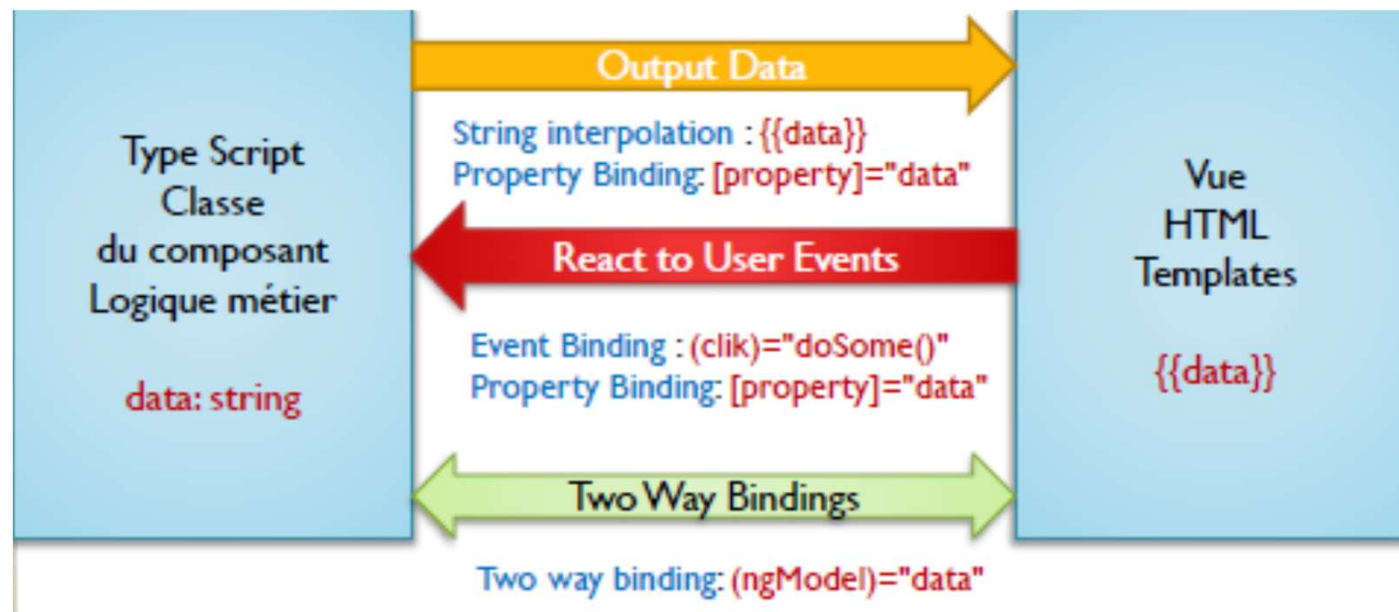 Type Script
Classe
du composant
Logique métier
data: string
Output Data
String interpolation : {{data}}
Property Binding: [property]="data"
React to User Events
Event Binding : (clik)="doSome()"
Property Binding: [property]="data"
Two Way Bindings
Two way binding: (ngModel)="data"
Vue
HTML
Templates
{{data}}